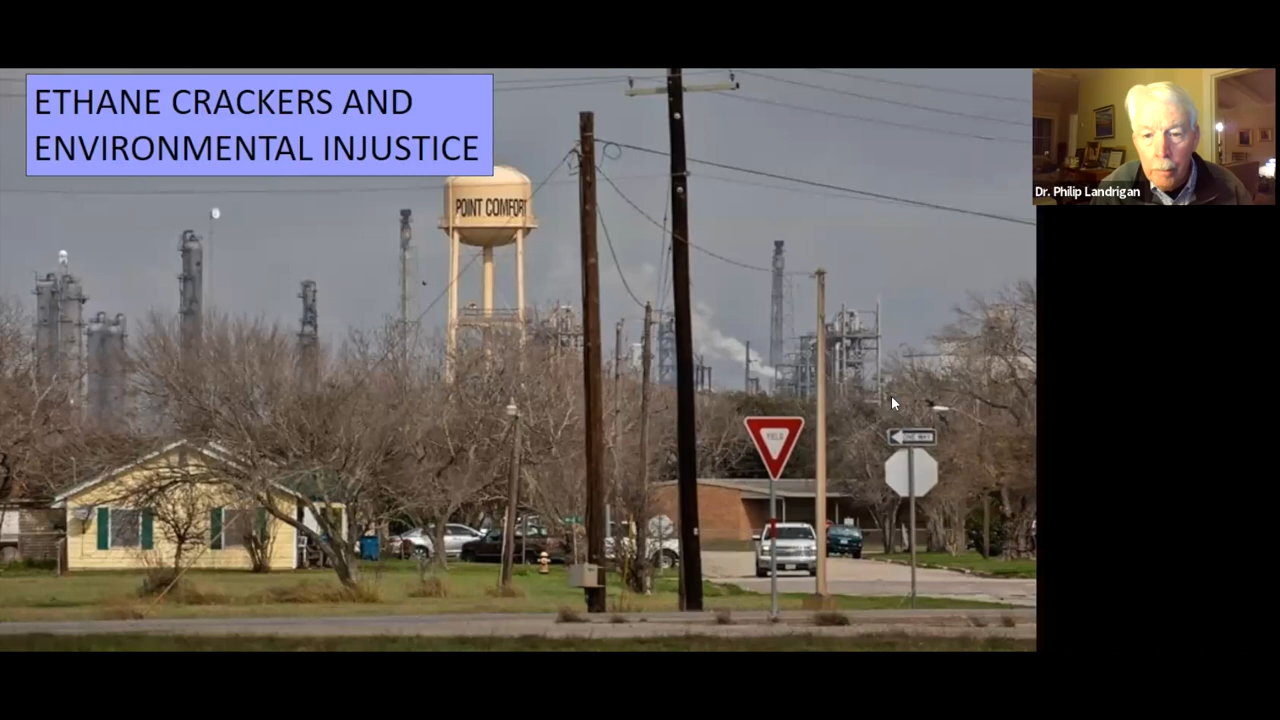 ETHANE CRACKERS AND
ENVIRONMENTAL INJUSTICE
Dr. Philip Landrigan
POINT COMFORT
YIELD
ONE WAY